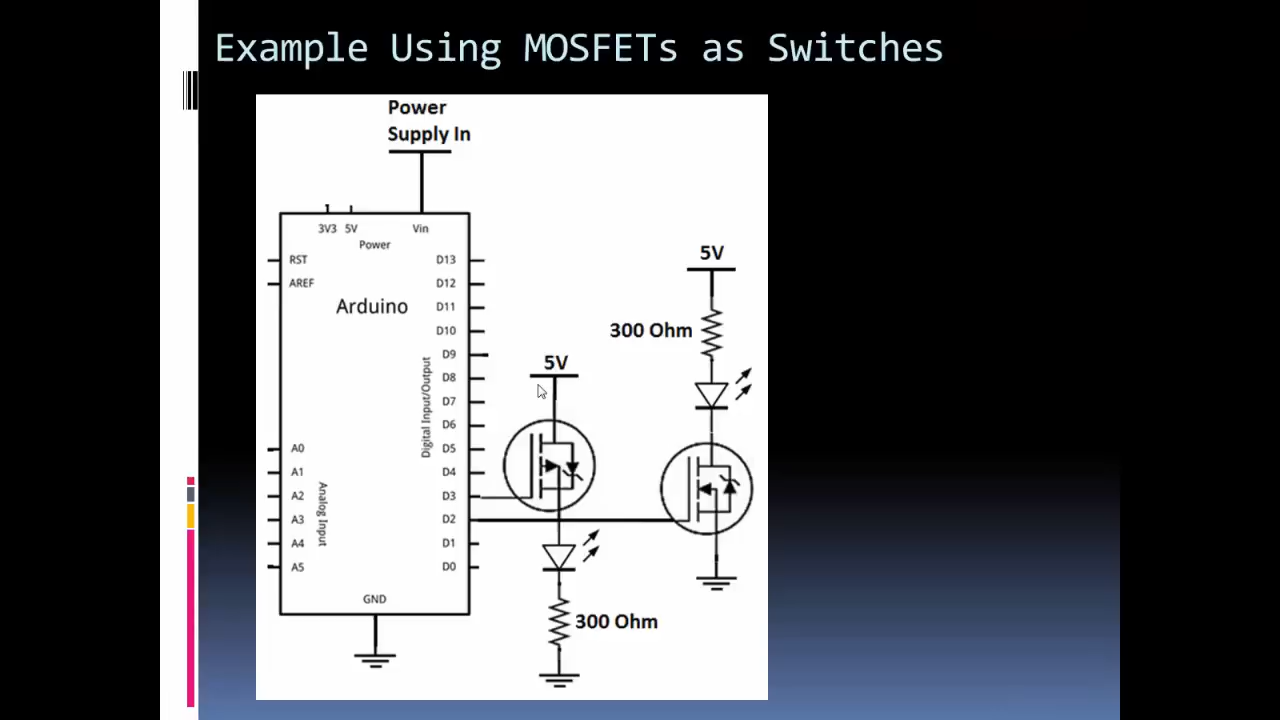 Example Using MOSFETs as Switches
Power
Supply In
3V3 5V Vin
Power
RST
AREF
Arduino
D13
D12
D11
D10
D9
D8
D7
D6
D5
D4
D3
D2
D1
D0
Digital Input/Output
A0
A1
A2
A3
A4
A5
Analog Input
GND
5V
300 Ohm
5V
300 Ohm